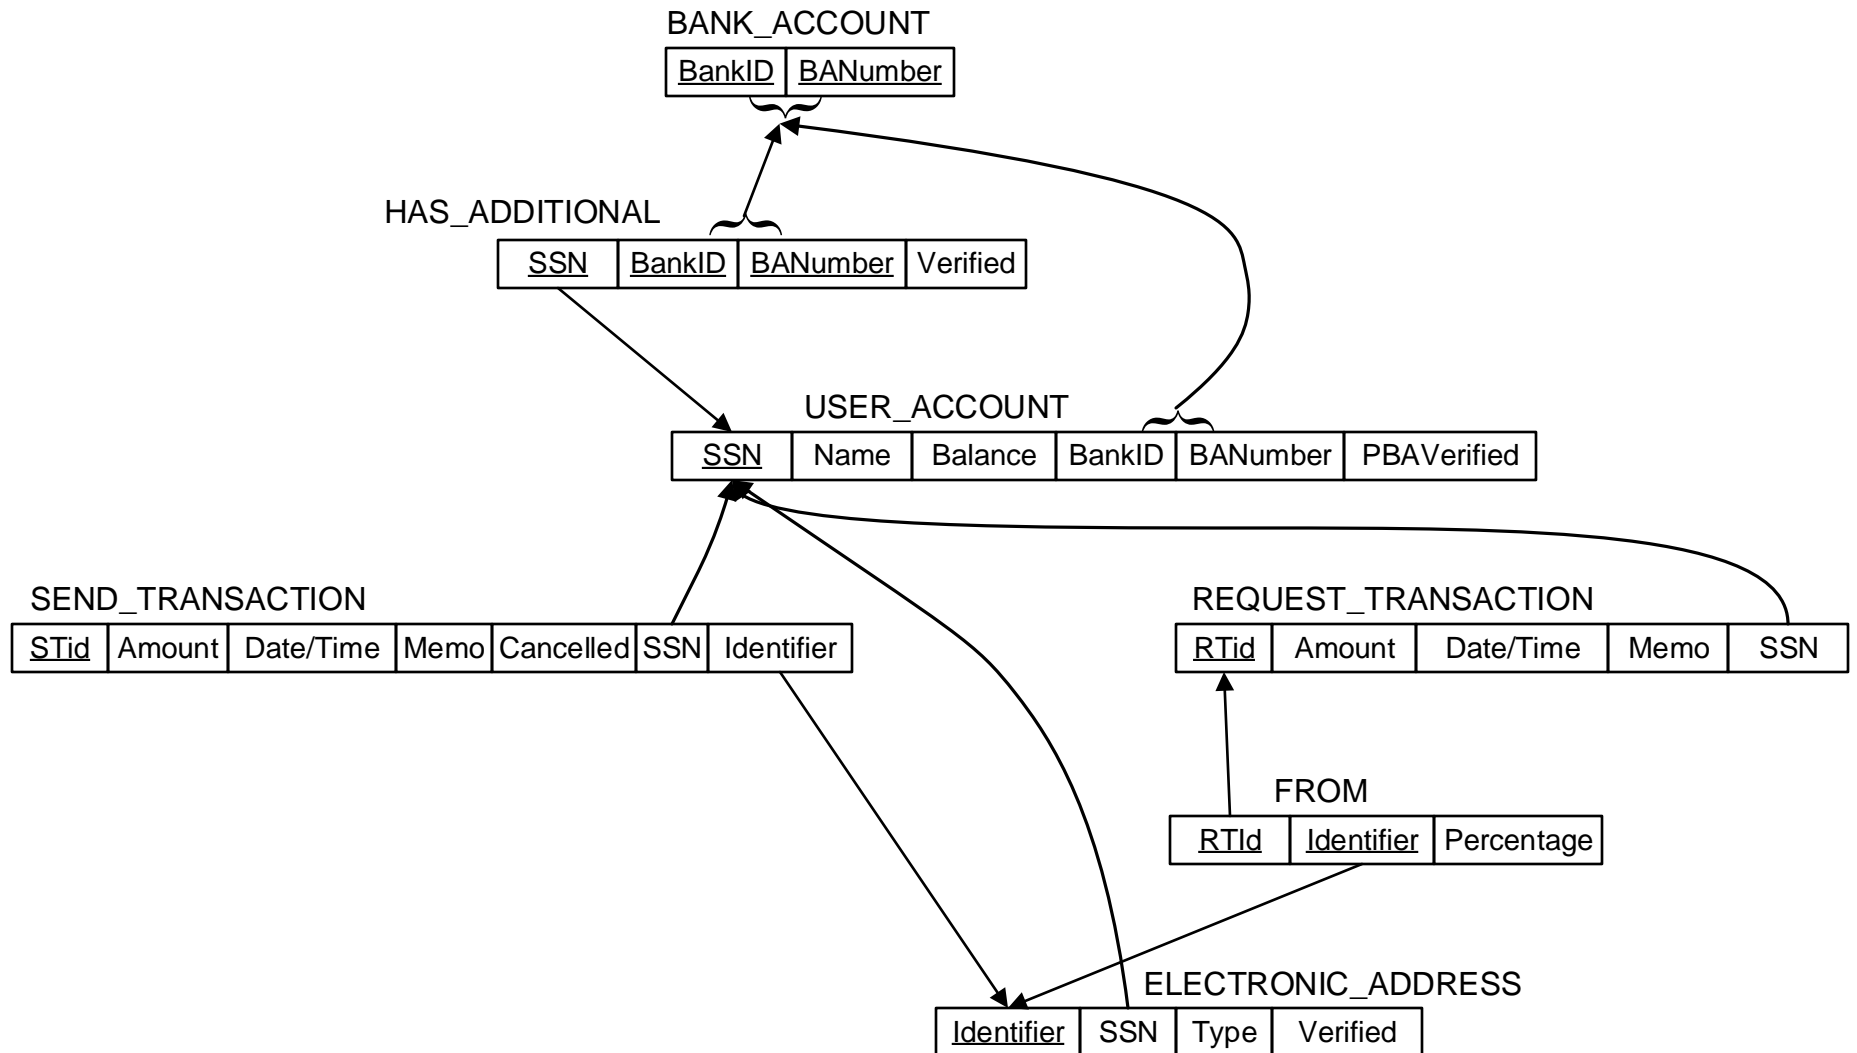 BANK_ACCOUNT
BankID BANumber
HAS_ADDITIONAL
SSN BankID BANumber Verified
USER_ACCOUNT
SSN Name Balance BankID BANumber PBAVerified
SEND_TRANSACTION
STid Amount Date/Time Memo Cancelled SSN Identifier
REQUEST_TRANSACTION
RTid Amount Date/Time Memo SSN
FROM
RTId Identifier Percentage
ELECTRONIC_ADDRESS
Identifier SSN Type Verified